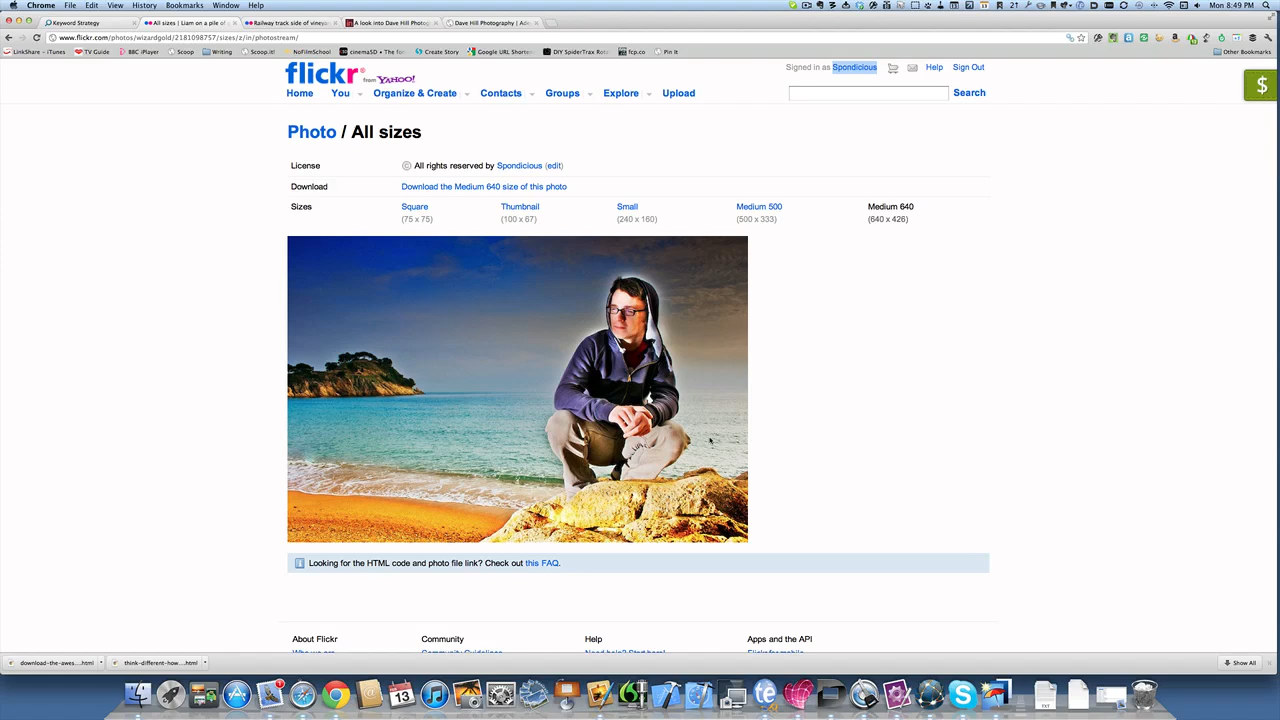 Chrome File Edit View History Bookmarks Window Help 21 Mon 8:49 PM
Keyword Strategy All sizes | Liam on a pile of Railway track side of vineyar A look into Dave Hill Photog Dave Hill Photography | Ade
www.flickr.com/photos/wizardgold/2181098757/sizes/z/in/photostream/
LinkShare – iTunes TV Guide BBC iPlayer Scoop Writing Scoop.it! NoFilmSchool cinema5D • The for Create Story Google URL Shorten DIY SpiderTrax Rota fcp.co Pin It Other Bookmarks
flickr from YAHOO!
Signed in as Spondicious Help Sign Out
Home You Organize & Create Contacts Groups Explore Upload Search
$
Photo / All sizes
License © All rights reserved by Spondicious (edit)
Download Download the Medium 640 size of this photo
Sizes Square Thumbnail Small Medium 500 Medium 640
(75 x 75) (100 x 67) (240 x 160) (500 x 333) (640 x 426)
Looking for the HTML code and photo file link? Check out this FAQ.
About Flickr Community Help Apps and the API
download-the-awes....html think-different-how....html Show All
13
TXT